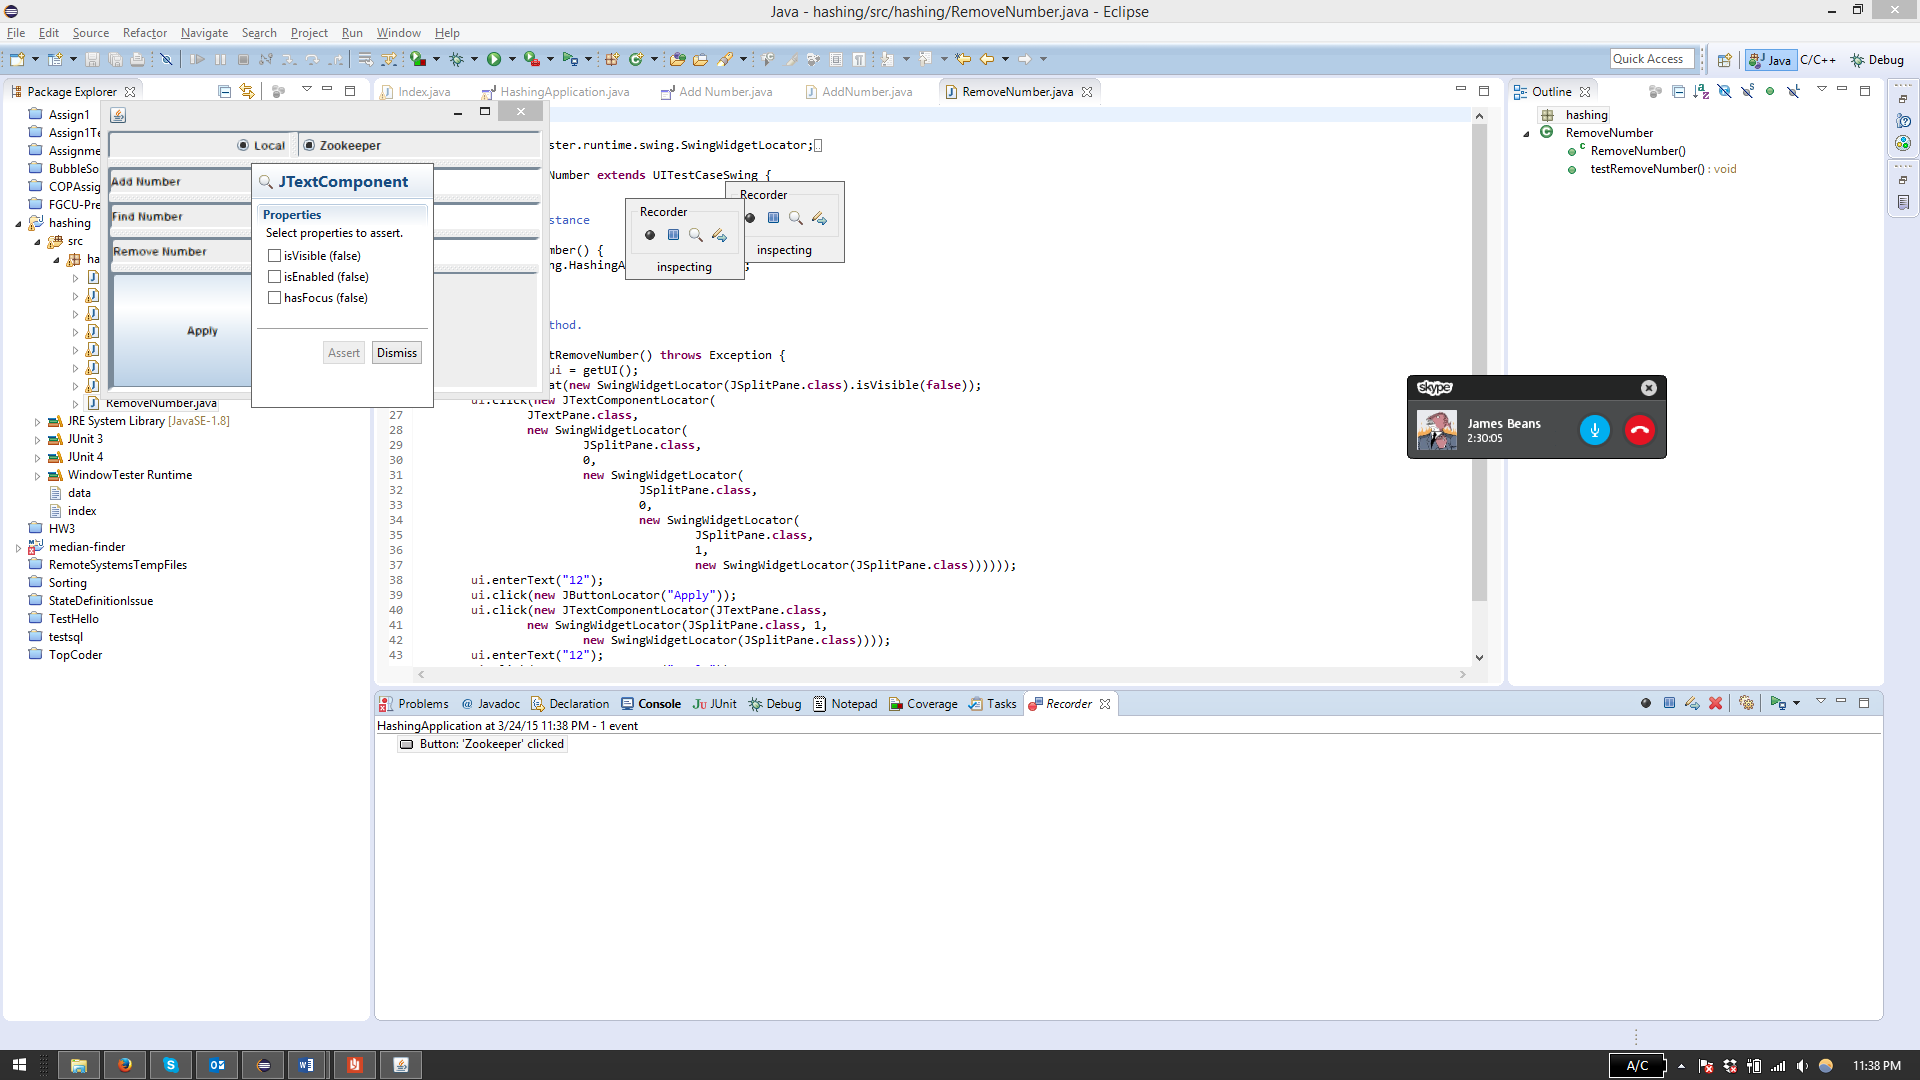 Java - hashing/src/hashing/RemoveNumber.java - Eclipse
File Edit Source Refactor Navigate Search Project Run Window Help
Quick Access
Java C/C++ Debug
Package Explorer
Index.java HashingApplication.java Add Number.java AddNumber.java RemoveNumber.java
Outline
Assign1
Assign1Te
Assignme
BubbleSo
COPAssig
FGCU-Pre
hashing
src
ha
RemoveNumber.java
JRE System Library [JavaSE-1.8]
JUnit 3
JUnit 4
WindowTester Runtime
data
index
HW3
median-finder
RemoteSystemsTempFiles
Sorting
StateDefinitionIssue
TestHello
testsql
TopCoder
Local Zookeeper
Add Number
Find Number
Remove Number
Apply
JTextComponent
Properties
Select properties to assert.
isVisible (false)
isEnabled (false)
hasFocus (false)
Assert Dismiss
ster.runtime.swing.SwingWidgetLocator;
Number extends UITestCaseSwing {
stance
mber() {
ng.HashingA
thod.
tRemoveNumber() throws Exception {
ui = getUI();
at(new SwingWidgetLocator(JSplitPane.class).isVisible(false));
ui.click(new JTextComponentLocator(
27 JTextPane.class,
28 new SwingWidgetLocator(
29 JSplitPane.class,
30 0,
31 new SwingWidgetLocator(
32 JSplitPane.class,
33 0,
34 new SwingWidgetLocator(
35 JSplitPane.class,
36 1,
37 new SwingWidgetLocator(JSplitPane.class))))));
38 ui.enterText("12");
39 ui.click(new JButtonLocator("Apply"));
40 ui.click(new JTextComponentLocator(JTextPane.class,
41 new SwingWidgetLocator(JSplitPane.class, 1,
42 new SwingWidgetLocator(JSplitPane.class))));
43 ui.enterText("12");
Recorder
inspecting
Recorder
inspecting
hashing
RemoveNumber
RemoveNumber()
testRemoveNumber() : void
skype
James Beans
2:30:05
Problems @ Javadoc Declaration Console JUnit Debug Notepad Coverage Tasks Recorder
HashingApplication at 3/24/15 11:38 PM - 1 event
Button: 'Zookeeper' clicked
A/C
11:38 PM